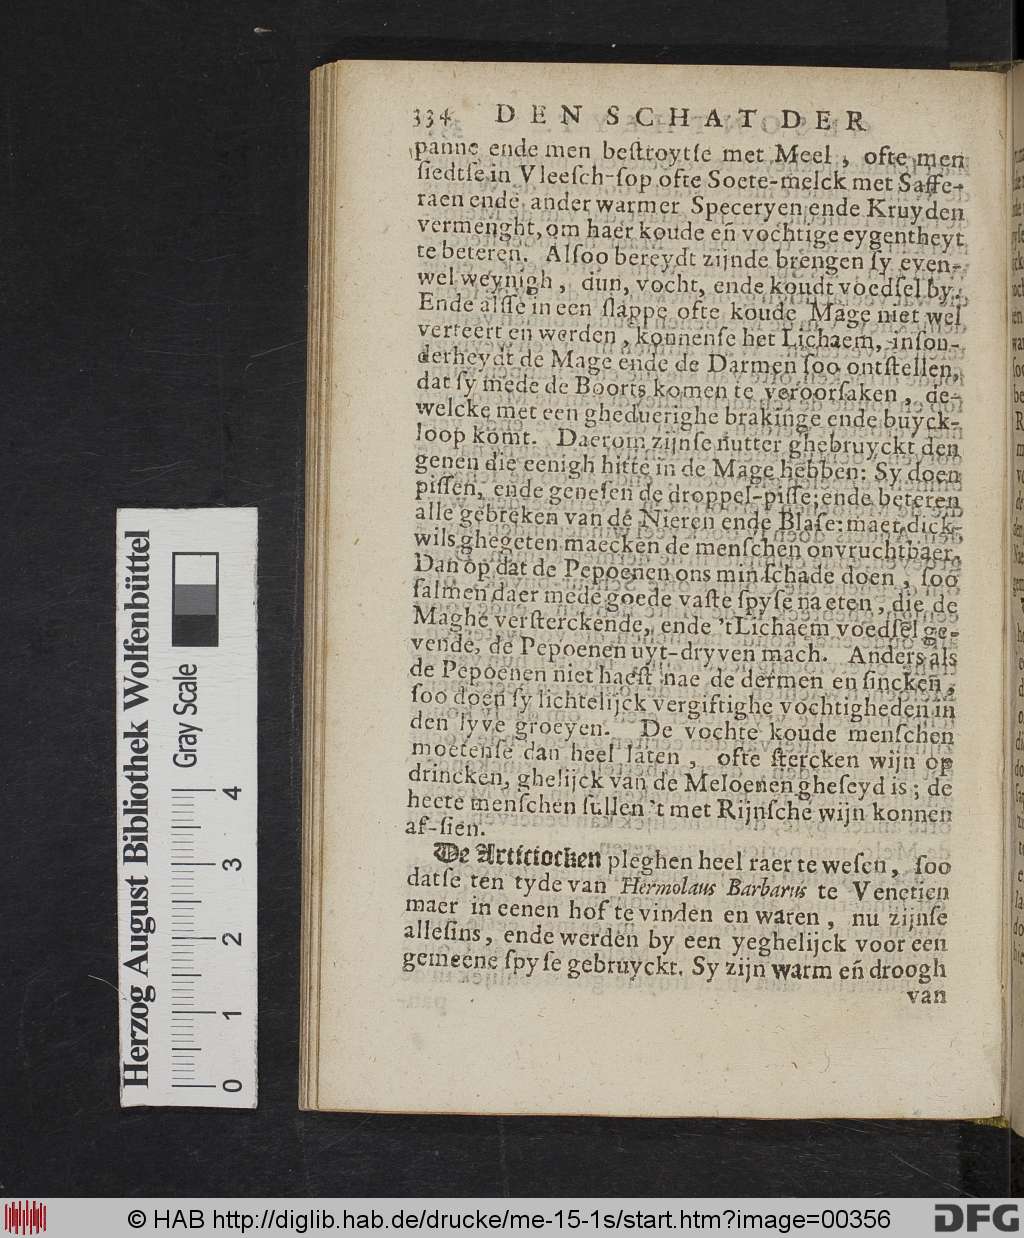 334 DEN SCHAT DER
panne ende men beſtroytſe met Meel, ofte men
ſiedtſe in Vleeſch-ſop ofte Soete-melck met Saffe-
raen ende ander warmer Speceryen ende Kruyden
vermenght, om haer koude eñ vochtige eygentheyt
te beteren. Alſoo bereydt zijnde brengen ſy even-
wel weynigh, dun, vocht, ende koudt voedſel by.
Ende alſſe in een ſlappe ofte koude Mage niet wel
verteert en werden, konnenſe het Lichaem, inſon-
derheydt de Mage ende de Darmen ſoo ontſtellen,
dat ſy mede de Boorts komen te veroorſaken, de-
welcke met een gheduerighe brakinge ende buyck-
loop komt. Daerom zijnſe nutter ghebruyckt den
genen die eenigh hitte in de Mage hebben: Sy doen
piſſen, ende geneſen de droppel-piſſe; ende beteren
alle gebreken van de Nieren ende Blaſe: maer dick-
wils ghegeten maecken de menſchen onvruchtbaer.
Dan op dat de Pepoenen ons min ſchade doen, ſoo
ſalmen daer mede goede vaſte ſpyſe na eten, die de
Maghe verſterckende, ende 't Lichaem voedſel ge-
vende, de Pepoenen uyt-dryven mach. Anders als
de Pepoenen niet haeſt nae de dermen en ſincken,
ſoo doen ſy lichtelijck vergiftighe vochtigheden in
den lyve groeyen. De vochte koude menſchen
moetenſe dan heel laten, ofte ſtercken wijn op
drincken, ghelijck van de Meloenen gheſeyd is; de
heete menſchen ſullen 't met Rijnſche wijn konnen
af-ſien.
De Artiſiocken pleghen heel raer te weſen, ſoo
datſe ten tyde van Hermolaus Barbarus te Venetien
maer in eenen hof te vinden en waren, nu zijnſe
alleſins, ende werden by een yeghelijck voor een
gemeene ſpyſe gebruyckt. Sy zijn warm eñ droogh
van
Herzog August Bibliothek Wolfenbüttel
Gray Scale
0 1 2 3 4
© HAB http://diglib.hab.de/drucke/me-15-1s/start.htm?image=00356
DFG